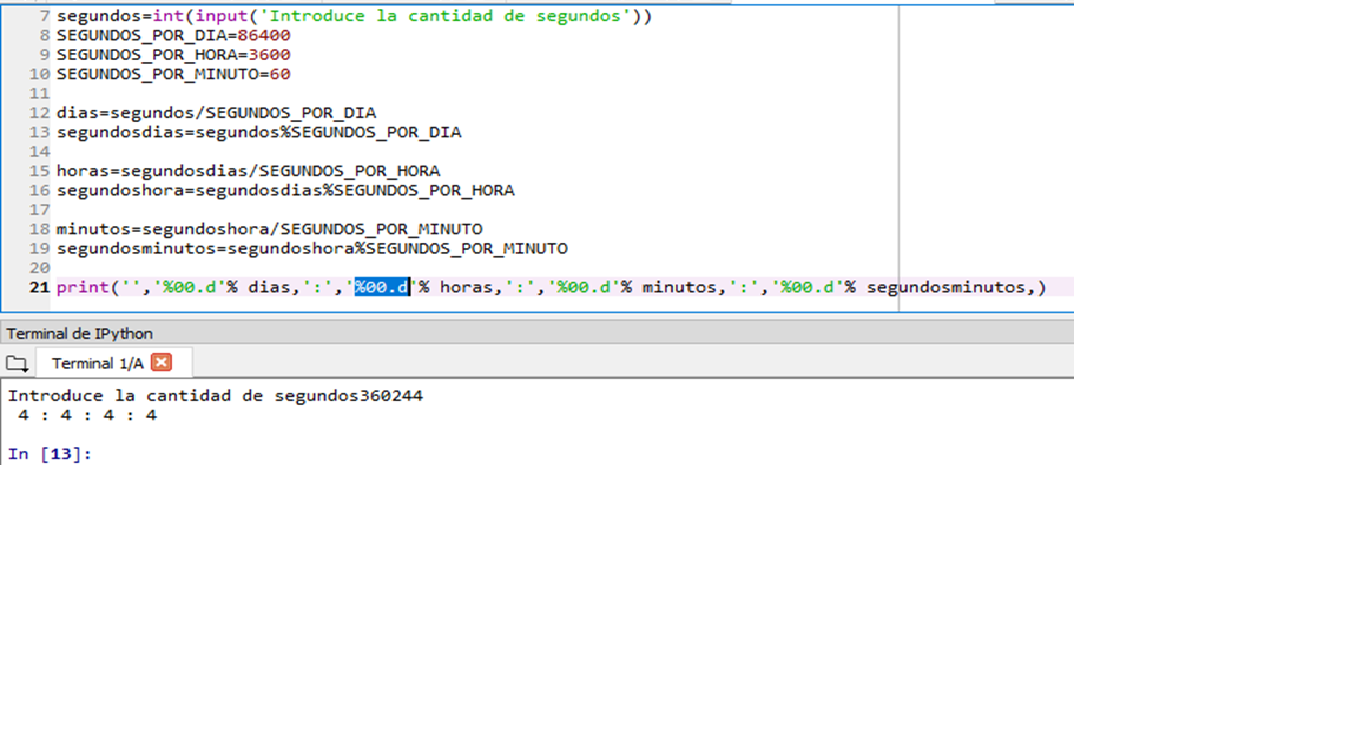 7 segundos=int(input('Introduce la cantidad de segundos'))
8 SEGUNDOS_POR_DIA=86400
9 SEGUNDOS_POR_HORA=3600
10 SEGUNDOS_POR_MINUTO=60
11
12 dias=segundos/SEGUNDOS_POR_DIA
13 segundosdias=segundos%SEGUNDOS_POR_DIA
14
15 horas=segundosdias/SEGUNDOS_POR_HORA
16 segundoshora=segundosdias%SEGUNDOS_POR_HORA
17
18 minutos=segundoshora/SEGUNDOS_POR_MINUTO
19 segundosminutos=segundoshora%SEGUNDOS_POR_MINUTO
20
21 print('','%00.d'% dias,':','%00.d'% horas,':','%00.d'% minutos,':','%00.d'% segundosminutos,)
Terminal de IPython
Terminal 1/A
Introduce la cantidad de segundos360244
4 : 4 : 4 : 4
In [13]: